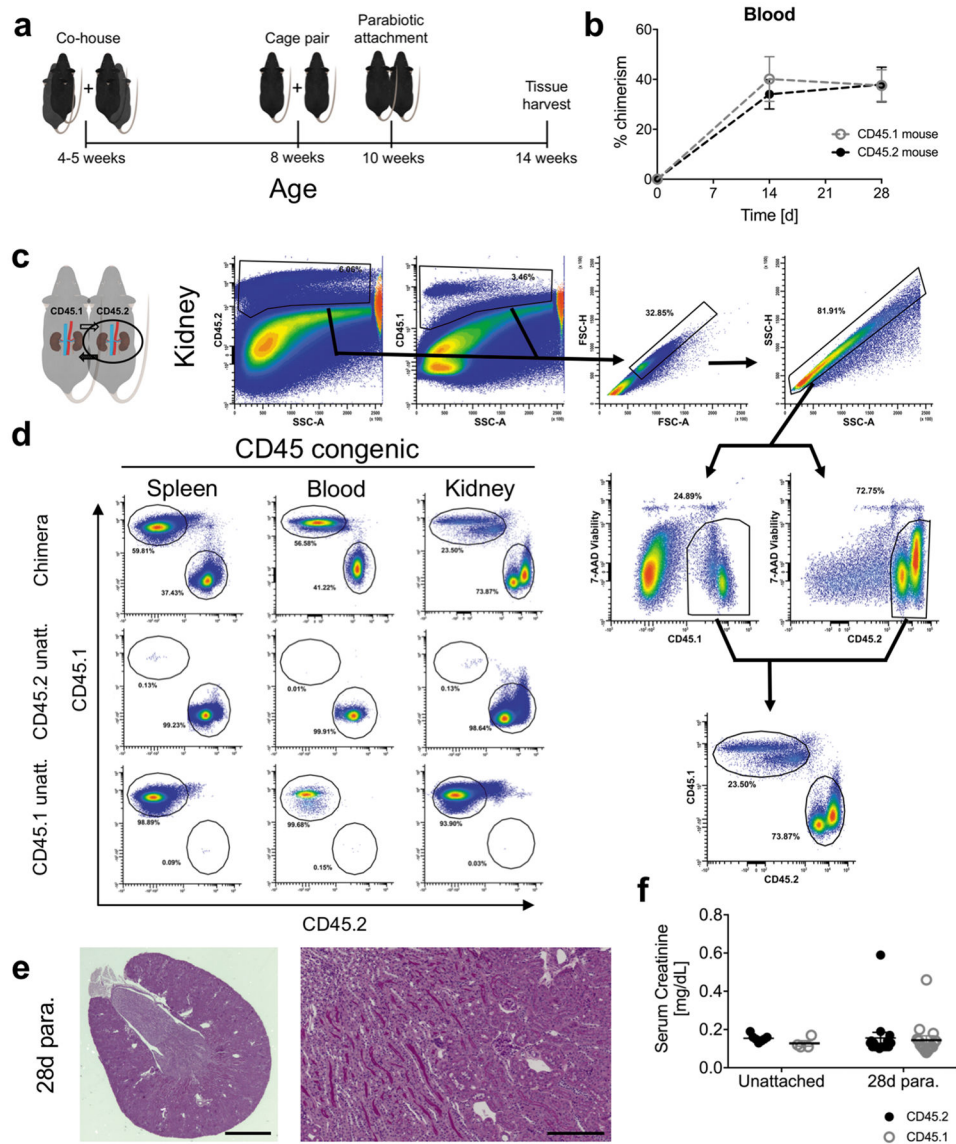 a
Co-house
+
Cage pair
+
Parabiotic
attachment
Tissue
harvest
4-5 weeks
8 weeks
10 weeks
14 weeks
Age
b
Blood
% chimerism
60
40
20
0
0
7
14
21
28
Time [d]
CD45.1 mouse
CD45.2 mouse
c
CD45.1
CD45.2
Kidney
CD45.2
6.06%
SSC-A
CD45.1
3.46%
SSC-A
FSC-H
32.85%
FSC-A
SSC-H
81.91%
SSC-A
7-AAD Viability
24.89%
CD45.1
7-AAD Viability
72.75%
CD45.2
CD45.1
23.50%
73.87%
CD45.2
d
CD45 congenic
Spleen
Blood
Kidney
Chimera
59.81%
37.43%
56.58%
41.22%
23.50%
73.87%
CD45.2 unatt.
0.13%
99.23%
0.01%
99.91%
0.13%
98.64%
CD45.1 unatt.
98.89%
0.09%
99.68%
0.15%
93.90%
0.03%
CD45.1
CD45.2
e
28d para.
f
Serum Creatinine
[mg/dL]
0.8
0.6
0.4
0.2
0.0
Unattached
28d para.
CD45.2
CD45.1